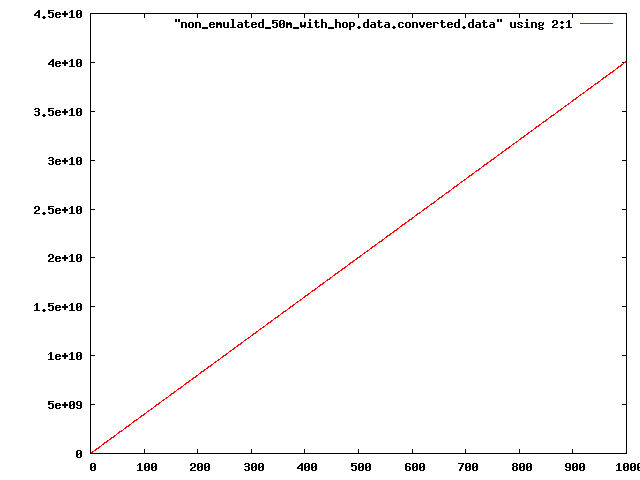 4.5e+10
"non_emulated_50m_with_hop.data.converted.data" using 2:1
4e+10
3.5e+10
3e+10
2.5e+10
2e+10
1.5e+10
1e+10
5e+09
0
0 100 200 300 400 500 600 700 800 900 1000